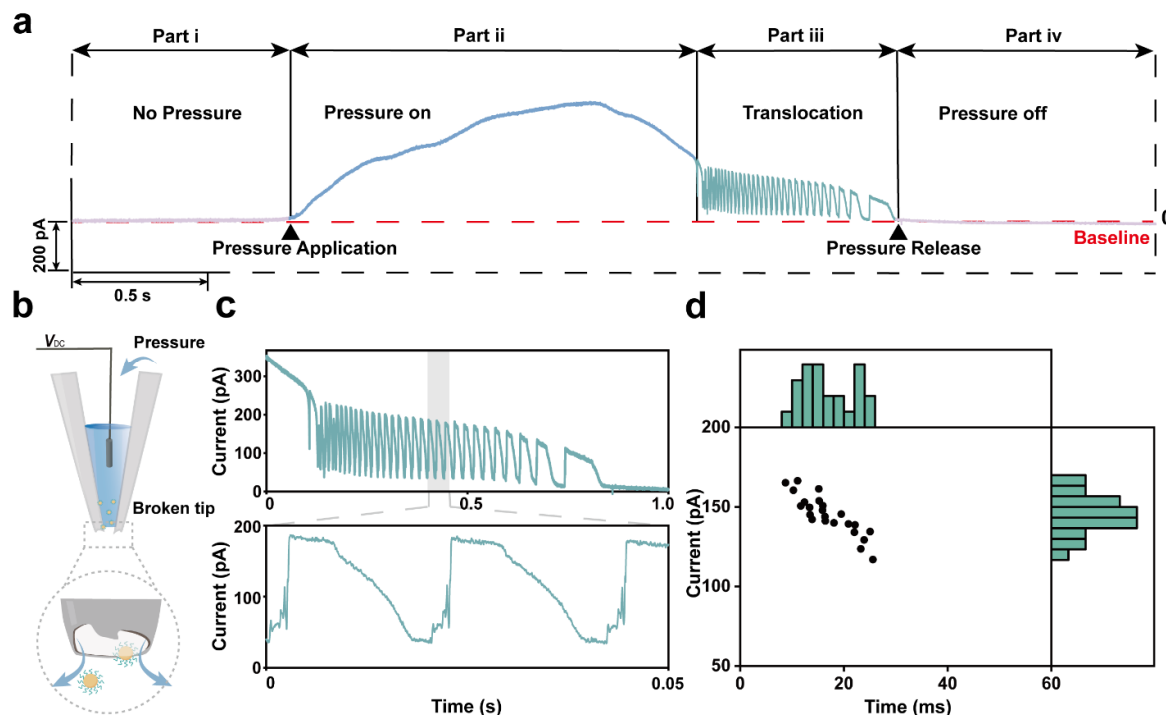 a
Part i
Part ii
Part iii
Part iv
No Pressure
Pressure on
Translocation
Pressure off
0
Baseline
200 pA
Pressure Application
Pressure Release
0.5 s
b
VDC
Pressure
Broken tip
c
Current (pA)
300
200
100
0
0
0.5
1.0
200
100
0
Current (pA)
0
0.05
Time (s)
d
200
150
100
50
Current (pA)
0
20
40
60
Time (ms)